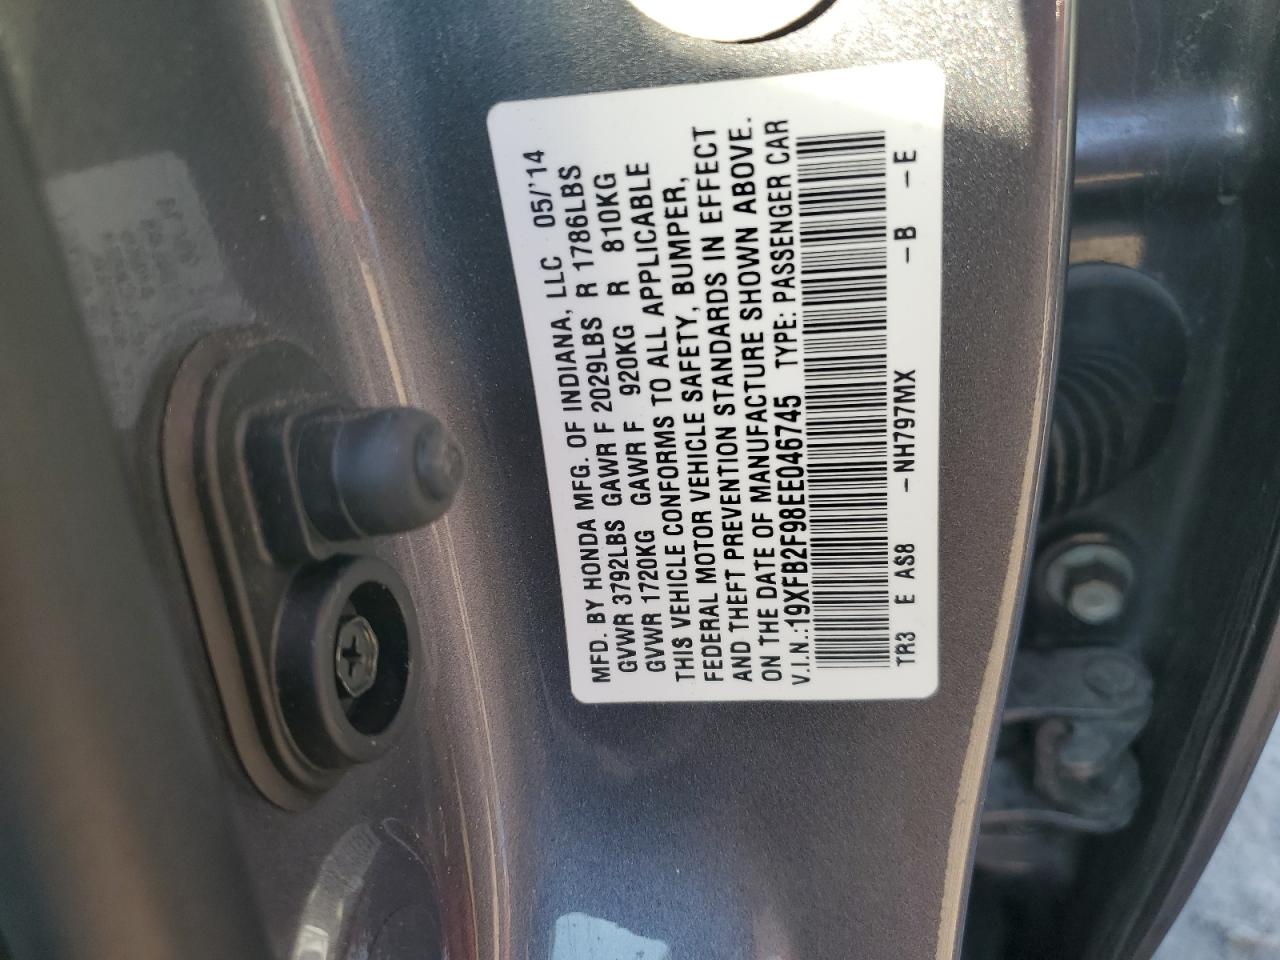 MFD. BY HONDA MFG. OF INDIANA, LLC 05/'14
GVWR 3792LBS GAWR F 2029LBS R 1786LBS
GVWR 1720KG GAWR F 920KG R 810KG
THIS VEHICLE CONFORMS TO ALL APPLICABLE
FEDERAL MOTOR VEHICLE SAFETY, BUMPER,
AND THEFT PREVENTION STANDARDS IN EFFECT
ON THE DATE OF MANUFACTURE SHOWN ABOVE.
V.I.N.:19XFB2F98EE046745 TYPE: PASSENGER CAR
TR3 E AS8 -NH797MX -B -E